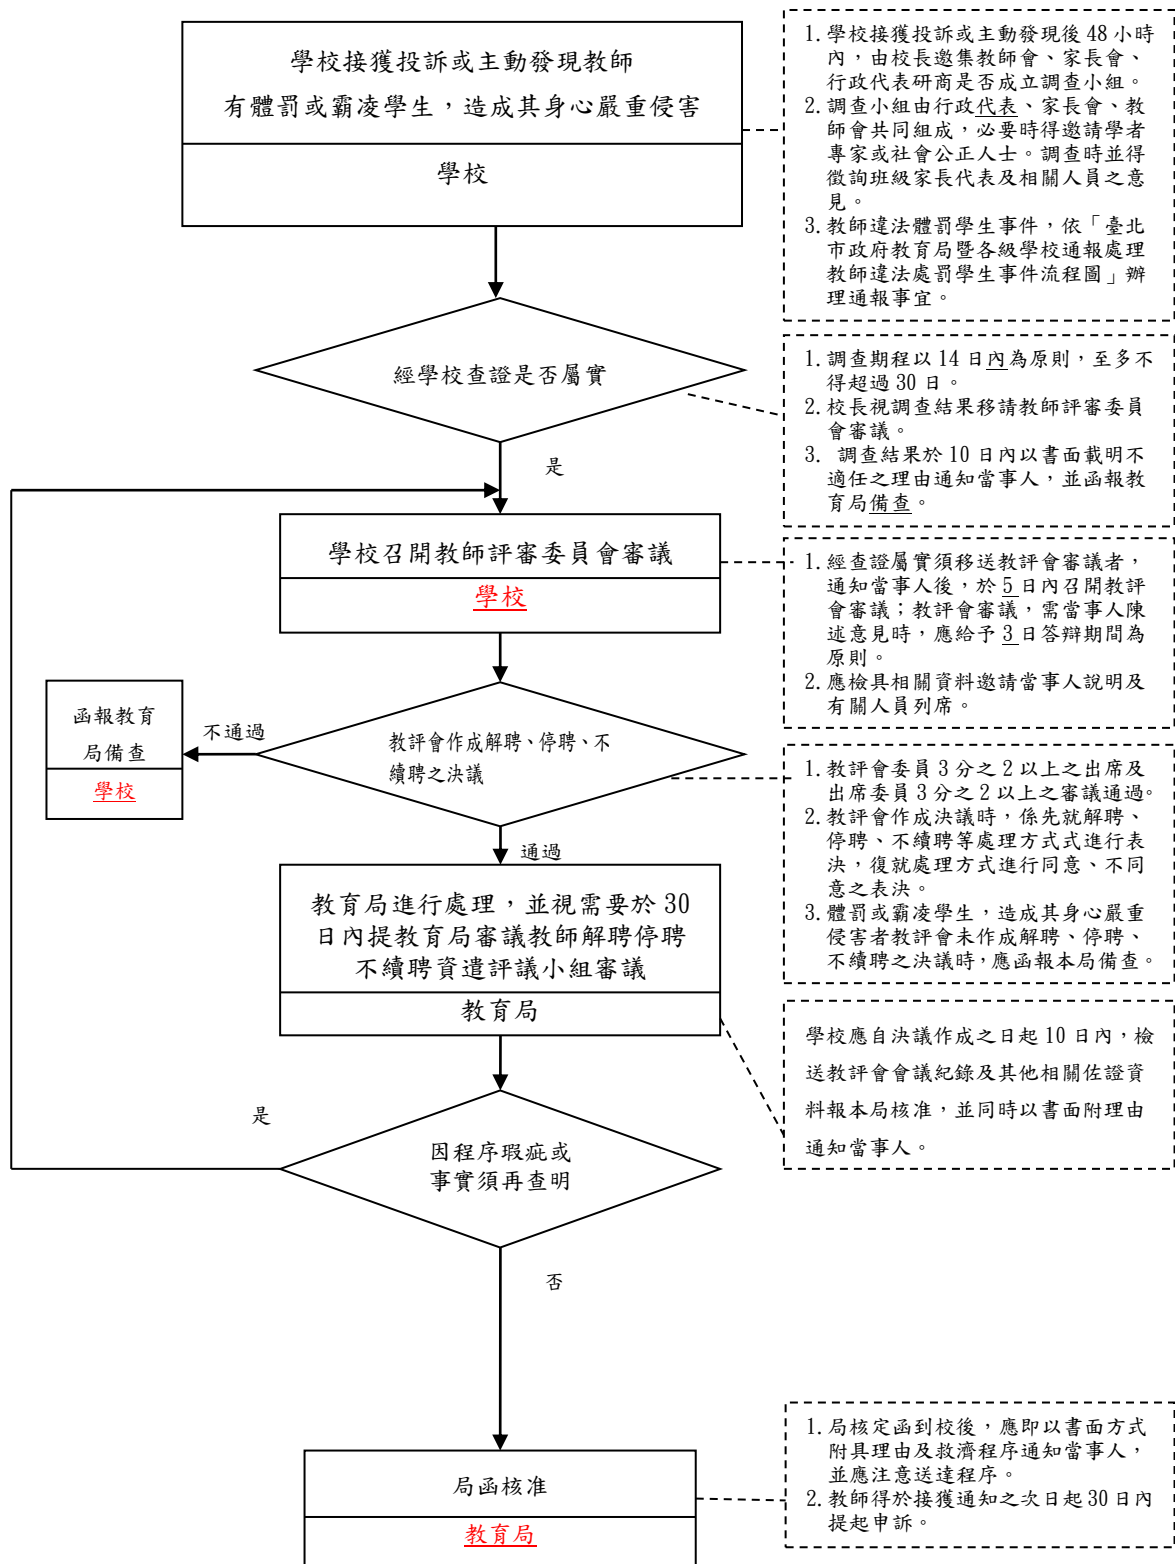 學校接獲投訴或主動發現教師
有體罰或霸凌學生，造成其身心嚴重侵害
學校
1. 學校接獲投訴或主動發現後 48 小時
內，由校長邀集教師會、家長會、
行政代表研商是否成立調查小組。
2. 調查小組由行政代表、家長會、教
師會共同組成，必要時得邀請學者
專家或社會公正人士。調查時並得
徵詢班級家長代表及相關人員之意
見。
3. 教師違法體罰學生事件，依「臺北
市政府教育局暨各級學校通報處理
教師違法處罰學生事件流程圖」辦
理通報事宜。
經學校查證是否屬實
1. 調查期程以 14 日內為原則，至多不
得超過 30 日。
2. 校長視調查結果移請教師評審委員
會審議。
3. 調查結果於 10 日內以書面載明不
適任之理由通知當事人，並函報教
育局備查。
是
學校召開教師評審委員會審議
學校
1. 經查證屬實須移送教評會審議者，
通知當事人後，於 5 日內召開教評
會審議；教評會審議，需當事人陳
述意見時，應給予 3 日答辯期間為
原則。
2. 應檢具相關資料邀請當事人說明及
有關人員列席。
函報教育
局備查
學校
不通過
教評會作成解聘、停聘、不
續聘之決議
1. 教評會委員 3 分之 2 以上之出席及
出席委員 3 分之 2 以上之審議通過。
2. 教評會作成決議時，係先就解聘、
停聘、不續聘等處理方式式進行表
決，復就處理方式進行同意、不同
意之表決。
3. 體罰或霸凌學生，造成其身心嚴重
侵害者教評會未作成解聘、停聘、
不續聘之決議時，應函報本局備查。
通過
教育局進行處理，並視需要於 30
日內提教育局審議教師解聘停聘
不續聘資遣評議小組審議
教育局
學校應自決議作成之日起 10 日內，檢
送教評會會議紀錄及其他相關佐證資
料報本局核准，並同時以書面附理由
通知當事人。
是
因程序瑕疵或
事實須再查明
否
局函核准
教育局
1. 局核定函到校後，應即以書面方式
附具理由及救濟程序通知當事人，
並應注意送達程序。
2. 教師得於接獲通知之次日起 30 日內
提起申訴。